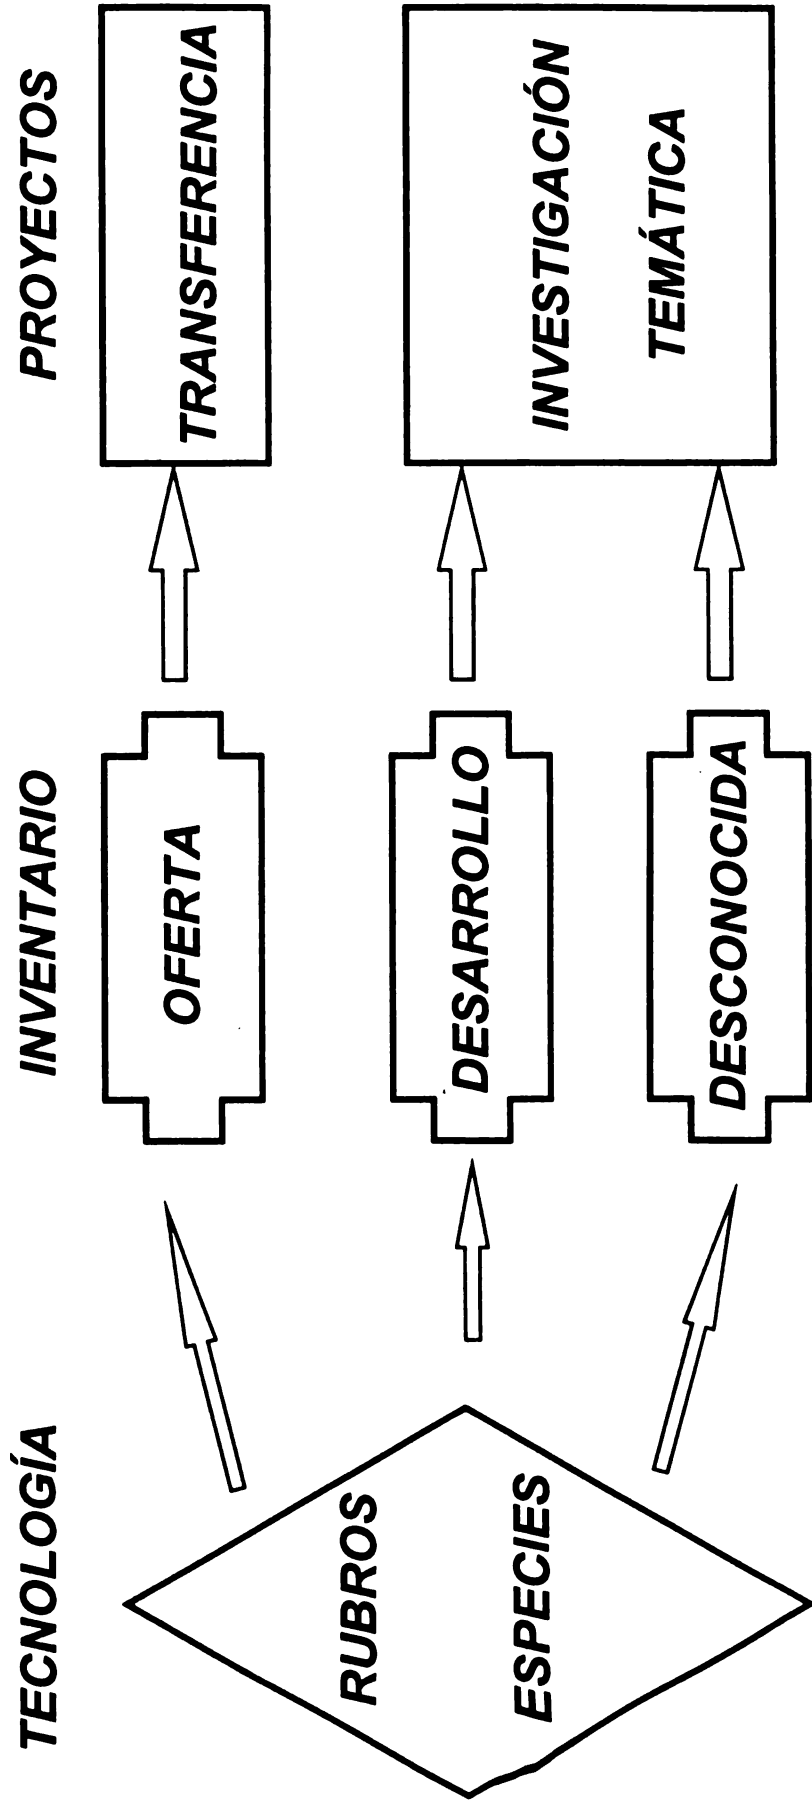 TECNOLOGÍA
INVENTARIO
PROYECTOS
RUBROS
ESPECIES
OFERTA
DESARROLLO
DESCONOCIDA
TRANSFERENCIA
INVESTIGACIÓN
TEMÁTICA